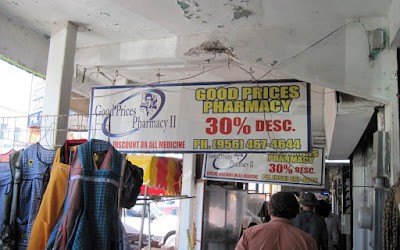 Good Prices
Pharmacy II
DISCOUNT ON ALL MEDICINE
GOOD PRICES
PHARMACY
30% DESC.
PH. (956) 467-4644
Good Prices
Pharmacy II
GOOD PRICES
PHARMACY
30% DESC.